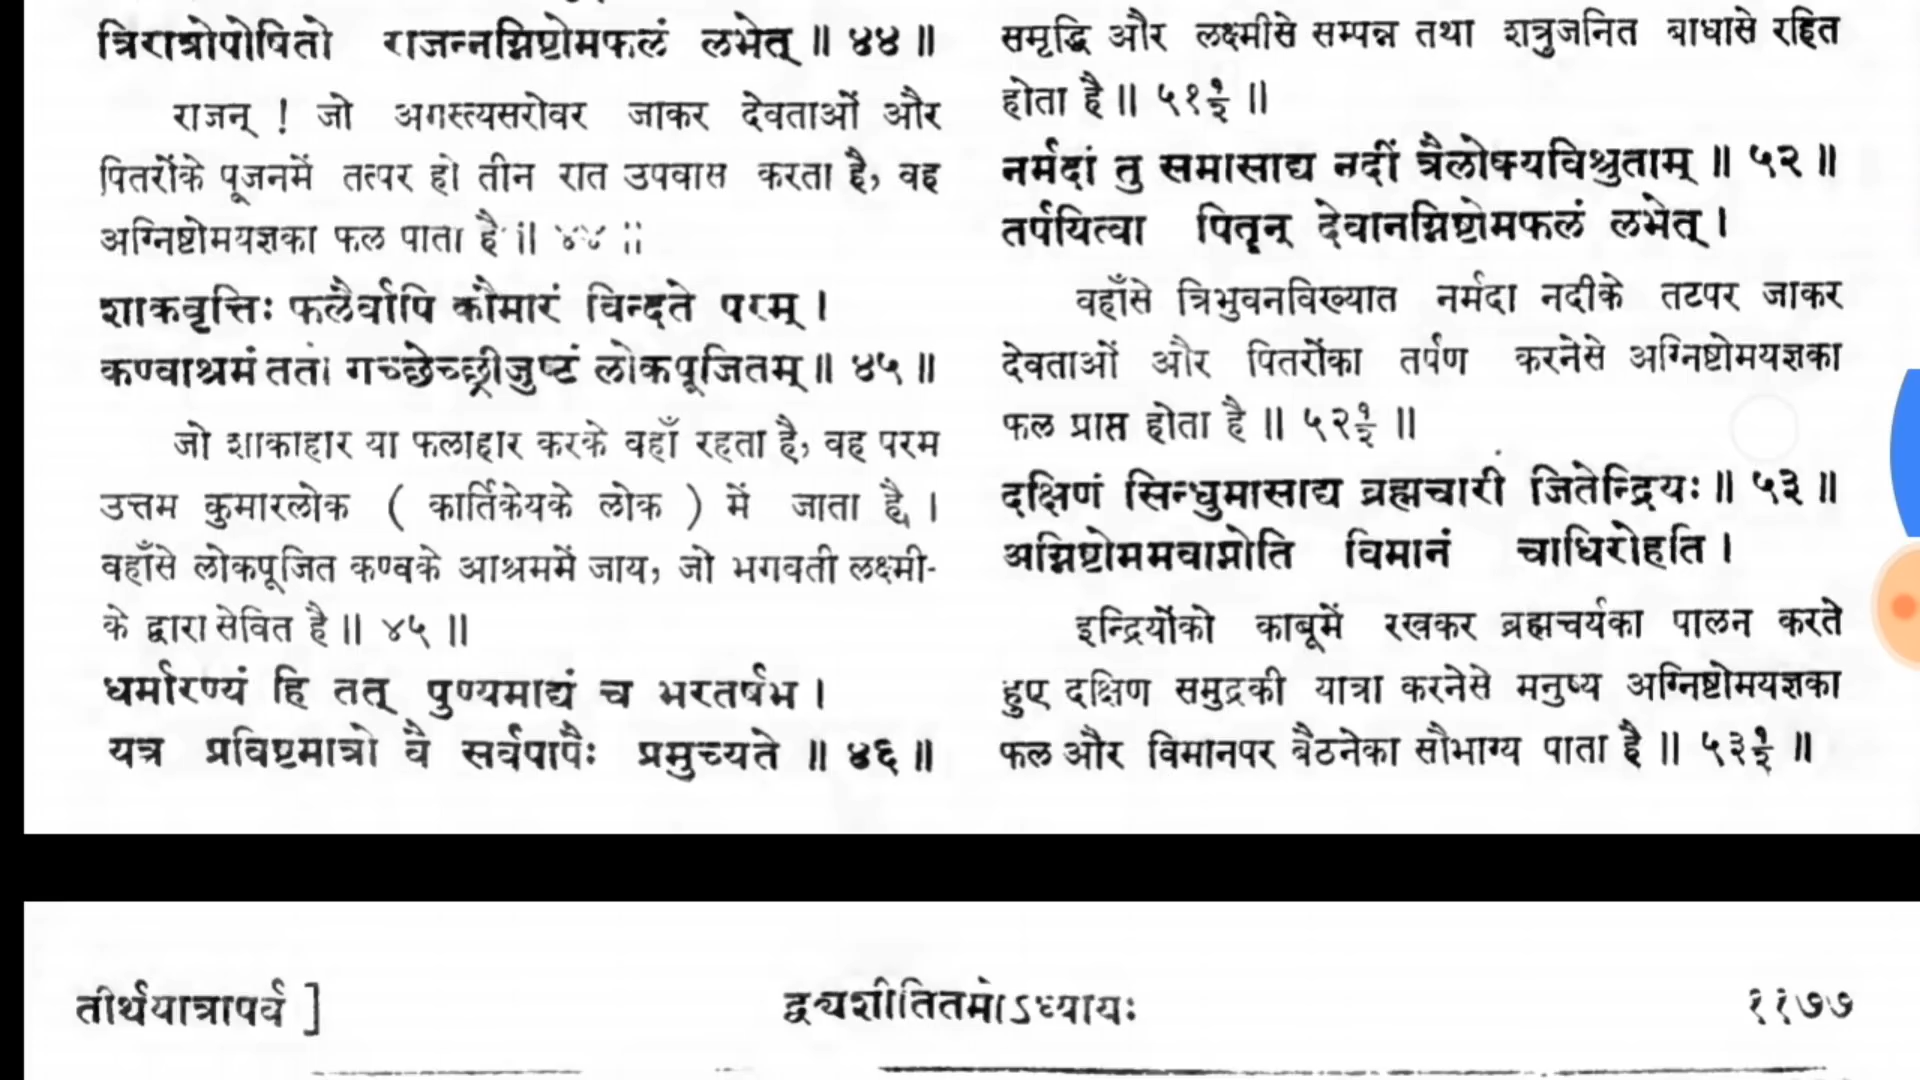 त्रिरात्रोपोषितो राजन्नग्निष्टोमफलं लभेत् ॥ ४४ ॥
राजन् ! जो अगस्त्यसरोवर जाकर देवताओं और
पितरोंके पूजनमें तत्पर हो तीन रात उपवास करता है, वह
अग्निष्टोमयज्ञका फल पाता है ॥ ४४ ॥
शाकवृत्तिः फलैर्वापि कौमारं विन्दते परम् ।
कण्वाश्रमं ततो गच्छेच्छ्रीजुष्टं लोकपूजितम् ॥ ४५ ॥
जो शाकाहार या फलाहार करके वहाँ रहता है, वह परम
उत्तम कुमारलोक ( कार्तिकेयके लोक ) में जाता है ।
वहाँसे लोकपूजित कण्वके आश्रममें जाय, जो भगवती लक्ष्मी-
के द्वारा सेवित है ॥ ४५ ॥
धर्मारण्यं हि तत् पुण्यमाद्यं च भरतर्षभ ।
यत्र प्रविष्टमात्रो वै सर्वपापैः प्रमुच्यते ॥ ४६ ॥
समृद्धि और लक्ष्मीसे सम्पन्न तथा शत्रुजनित बाधासे रहित
होता है ॥ ५१½ ॥
नर्मदां तु समासाद्य नदीं त्रैलोक्यविश्रुताम् ॥ ५२ ॥
तर्पयित्वा पितॄन् देवानग्निष्टोमफलं लभेत् ।
वहाँसे त्रिभुवनविख्यात नर्मदा नदीके तटपर जाकर
देवताओं और पितरोंका तर्पण करनेसे अग्निष्टोमयज्ञका
फल प्राप्त होता है ॥ ५२½ ॥
दक्षिणं सिन्धुमासाद्य ब्रह्मचारी जितेन्द्रियः ॥ ५३ ॥
अग्निष्टोममवाप्नोति विमानं चाधिरोहति ।
इन्द्रियोंको काबूमें रखकर ब्रह्मचर्यका पालन करते
हुए दक्षिण समुद्रकी यात्रा करनेसे मनुष्य अग्निष्टोमयज्ञका
फल और विमानपर बैठनेका सौभाग्य पाता है ॥ ५३½ ॥
तीर्थयात्रापर्व ]
द्व्यशीतितमोऽध्यायः
११७७